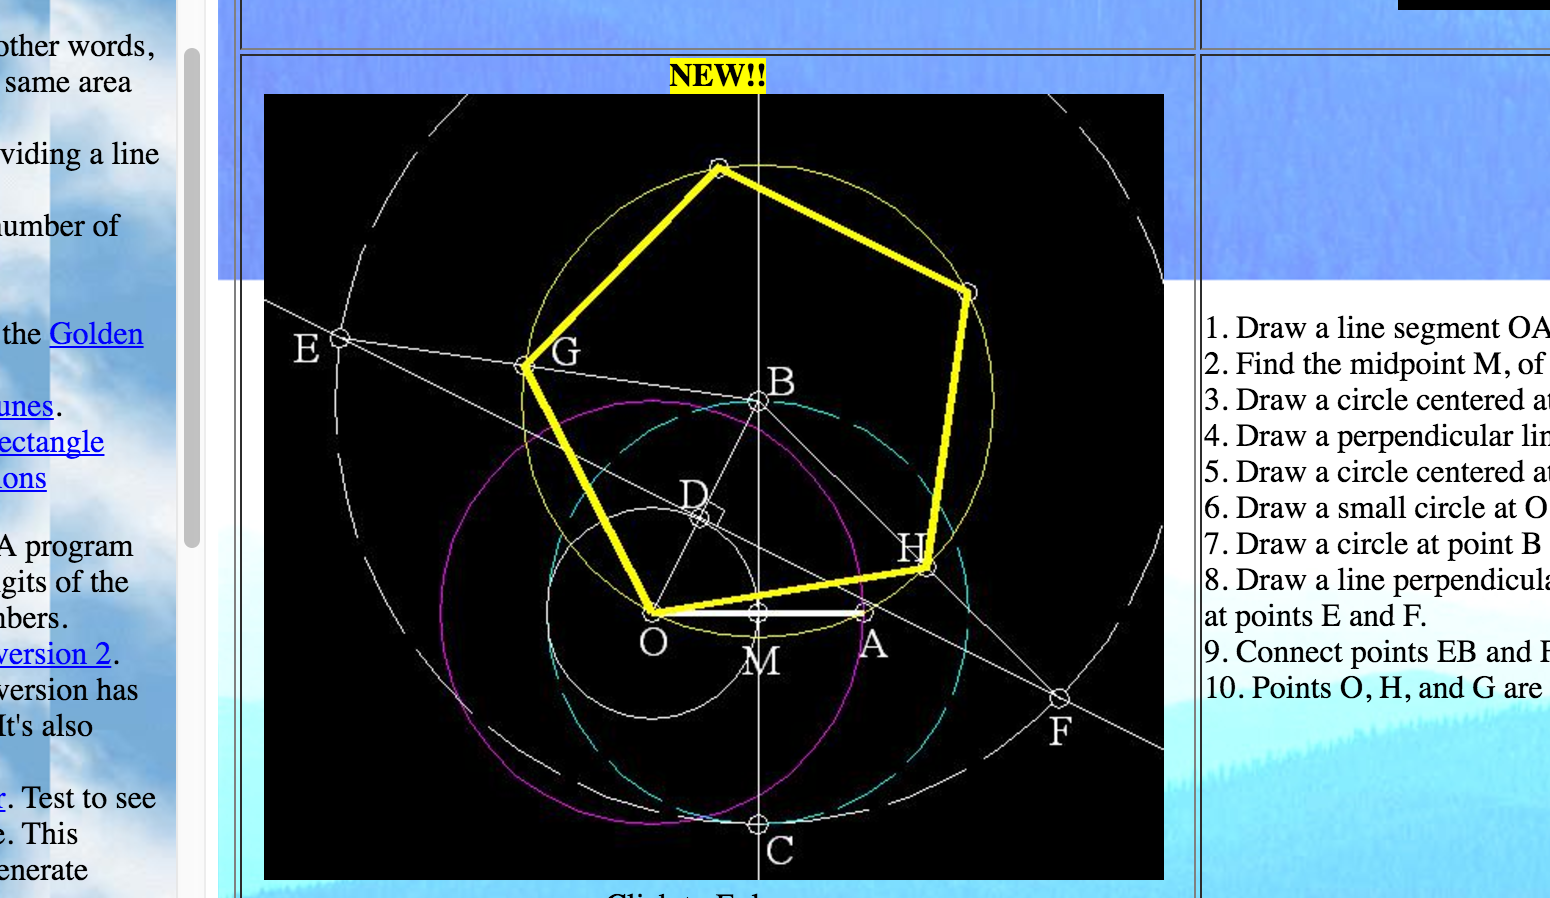 other words,
same area
viding a line
number of
the Golden
unes.
ectangle
ions
A program
igits of the
nbers.
version 2.
version has
It's also
r. Test to see
e. This
enerate
NEW!!
E
G
B
D
H
O
M
A
F
C
1. Draw a line segment OA
2. Find the midpoint M, of
3. Draw a circle centered at
4. Draw a perpendicular lin
5. Draw a circle centered at
6. Draw a small circle at O
7. Draw a circle at point B
8. Draw a line perpendicula
at points E and F.
9. Connect points EB and F
10. Points O, H, and G are